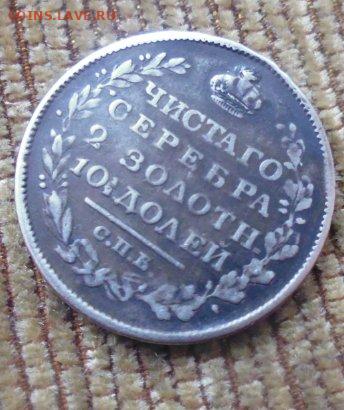 COINS.LAVE.RU
ЧИСТАГО
СЕРЕБРА
2 ЗОЛОТН.
10½ ДОЛЕЙ
С.П.Б.